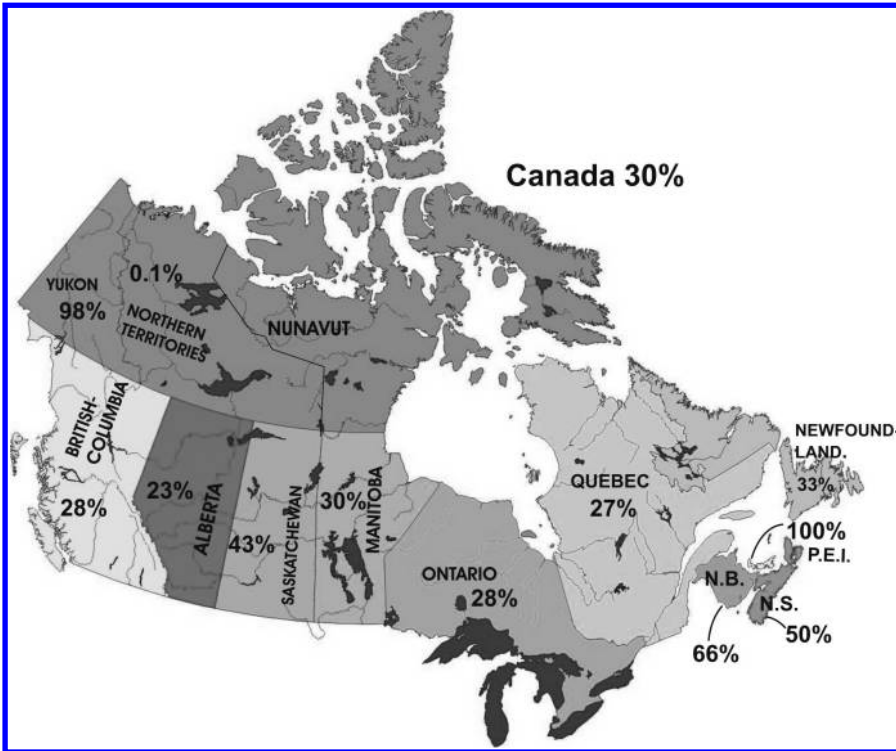 Canada 30%
YUKON
98%
0.1%
NORTHERN
TERRITORIES
NUNAVUT
BRITISH-
COLUMBIA
28%
23%
ALBERTA
43%
SASKATCHEWAN
30%
MANITOBA
ONTARIO
28%
QUEBEC
27%
NEWFOUND-
LAND.
33%
100%
P.E.I.
N.B.
66%
N.S.
50%